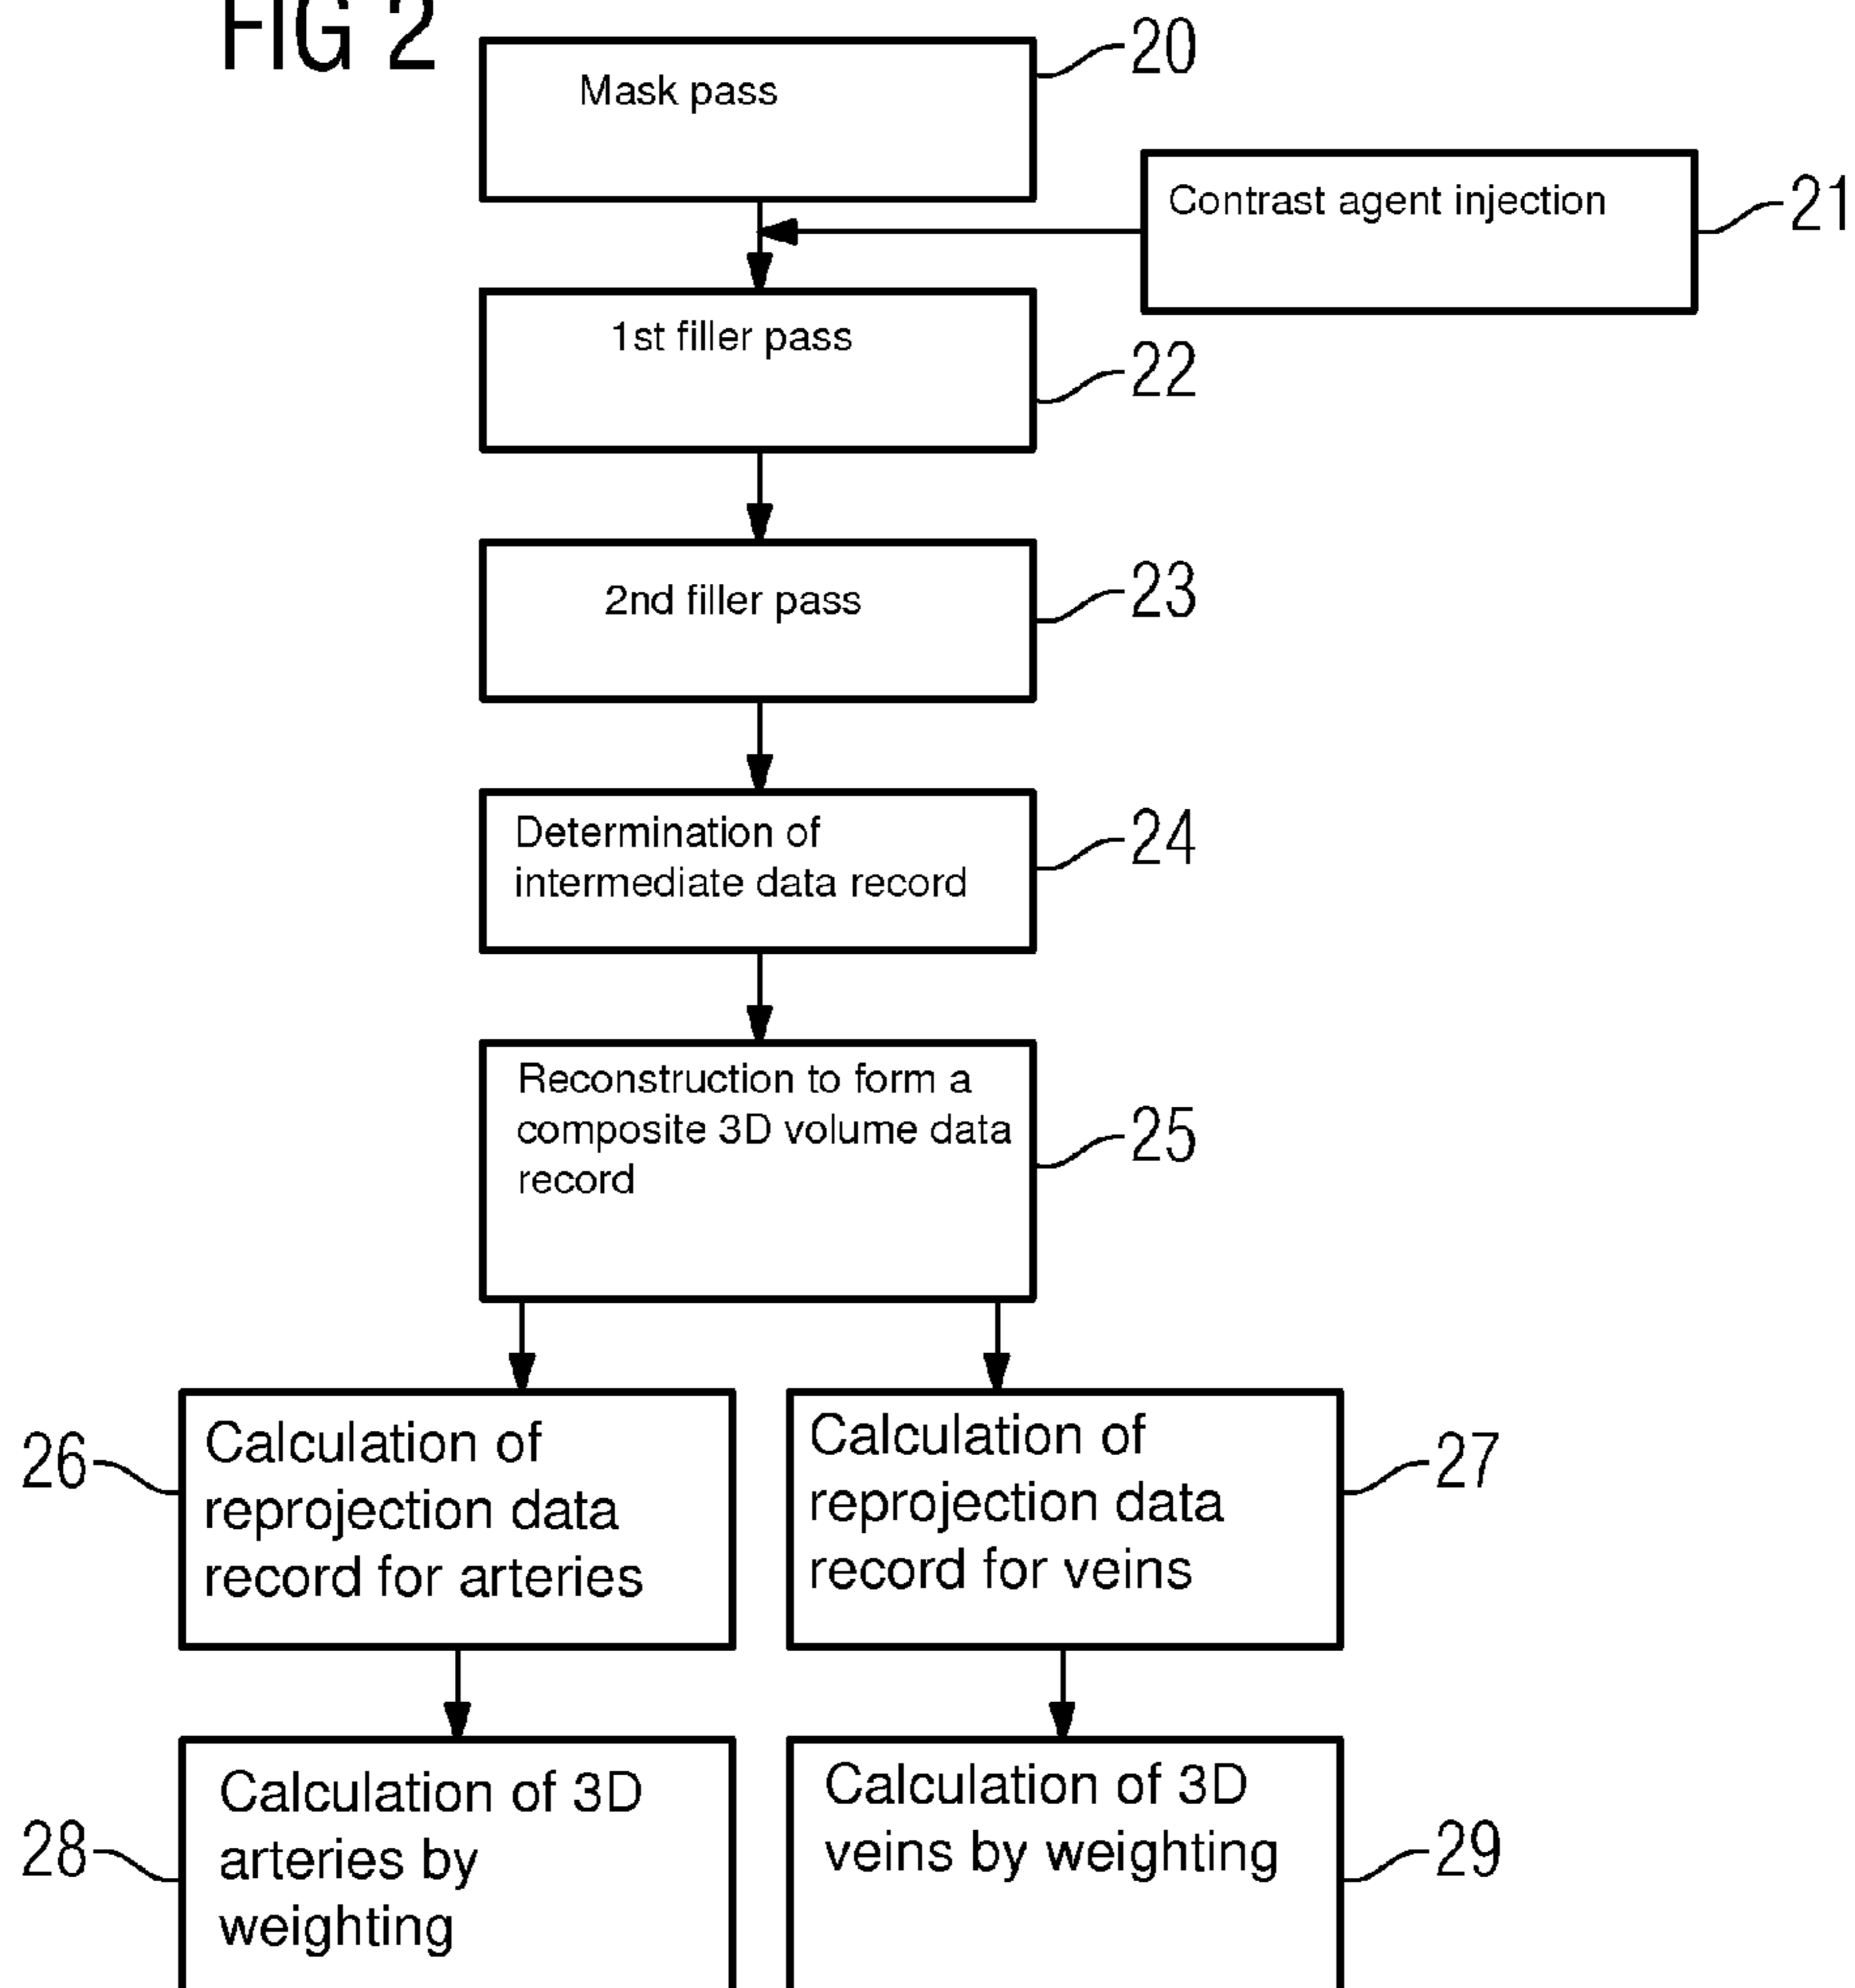 FIG 2
Mask pass
20
Contrast agent injection
21
1st filler pass
22
2nd filler pass
23
Determination of
intermediate data record
24
Reconstruction to form a
composite 3D volume data
record
25
26
Calculation of
reprojection data
record for arteries
Calculation of
reprojection data
record for veins
27
28
Calculation of 3D
arteries by
weighting
Calculation of 3D
veins by weighting
29